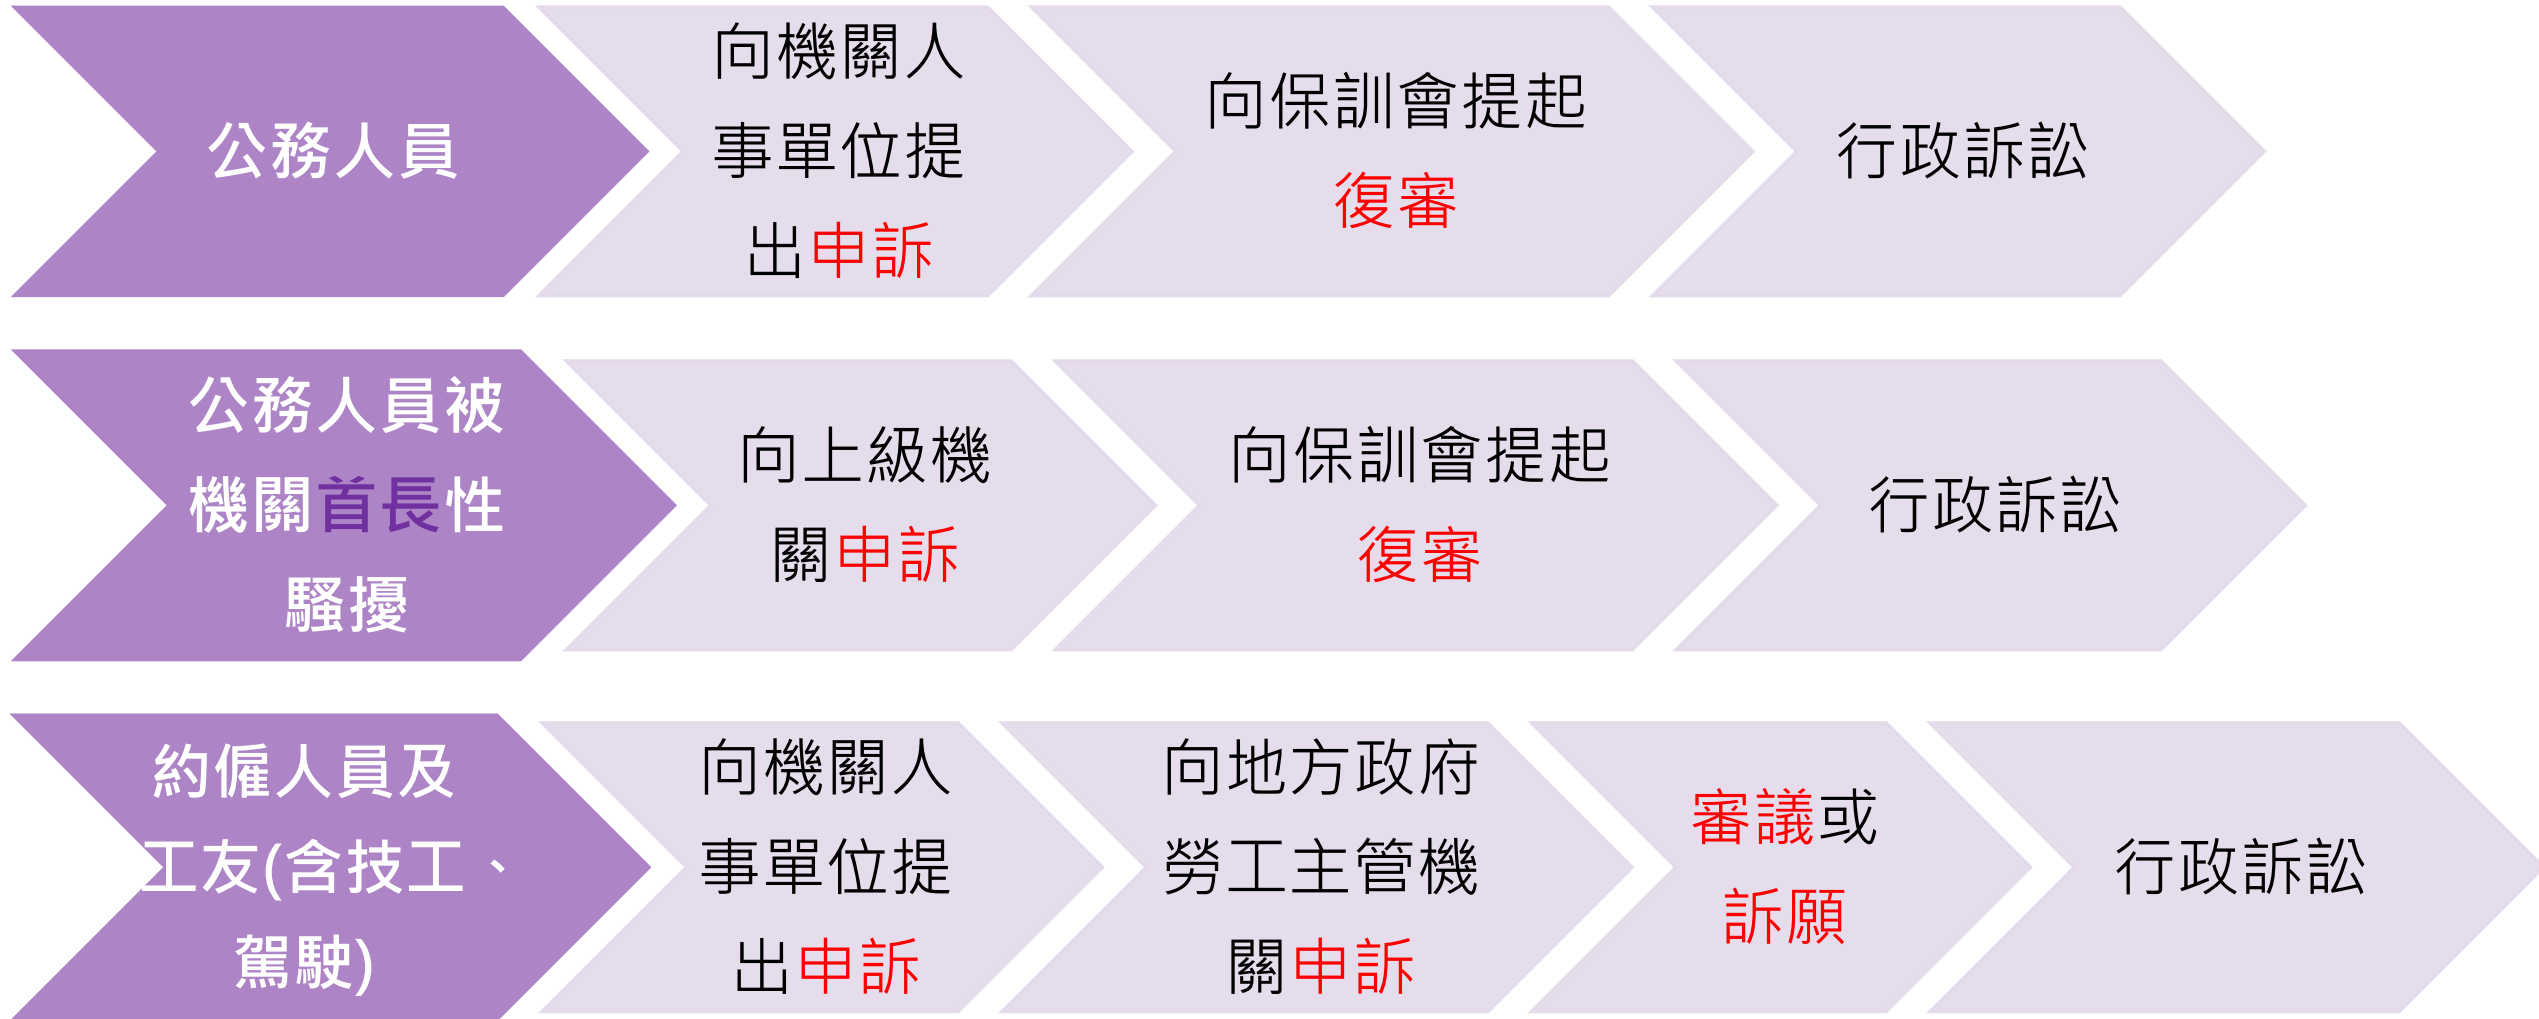 公務人員
向機關人
事單位提
出申訴
向保訓會提起
復審
行政訴訟
公務人員被
機關首長性
騷擾
向上級機
關申訴
向保訓會提起
復審
行政訴訟
約僱人員及
工友(含技工、
駕駛)
向機關人
事單位提
出申訴
向地方政府
勞工主管機
關申訴
審議或
訴願
行政訴訟